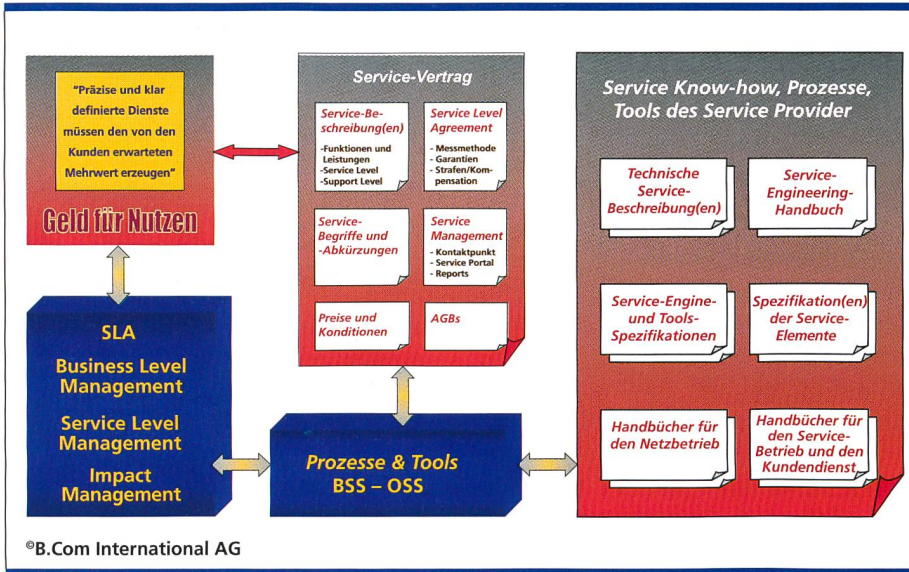 "Präzise und klar
definierte Dienste
müssen den von den
Kunden erwarteten
Mehrwert erzeugen"
Geld für Nutzen
SLA
Business Level
Management
Service Level
Management
Impact
Management
Service-Vertrag
Service-Be-
schreibung(en)
-Funktionen und
Leistungen
-Service Level
-Support Level
Service Level
Agreement
- Messmethode
- Garantien
- Strafen/Kom-
pensation
Service-
Begriffe und
-Abkürzungen
Service
Management
- Kontaktpunkt
- Service Portal
- Reports
Preise und
Konditionen
AGBs
Prozesse & Tools
BSS – OSS
Service Know-how, Prozesse,
Tools des Service Provider
Technische
Service-
Beschreibung(en)
Service-
Engineering-
Handbuch
Service-Engine-
und Tools-
Spezifikationen
Spezifikation(en)
der Service-
Elemente
Handbücher für
den Netzbetrieb
Handbücher für
den Service-
Betrieb und den
Kundendienst
©B.Com International AG